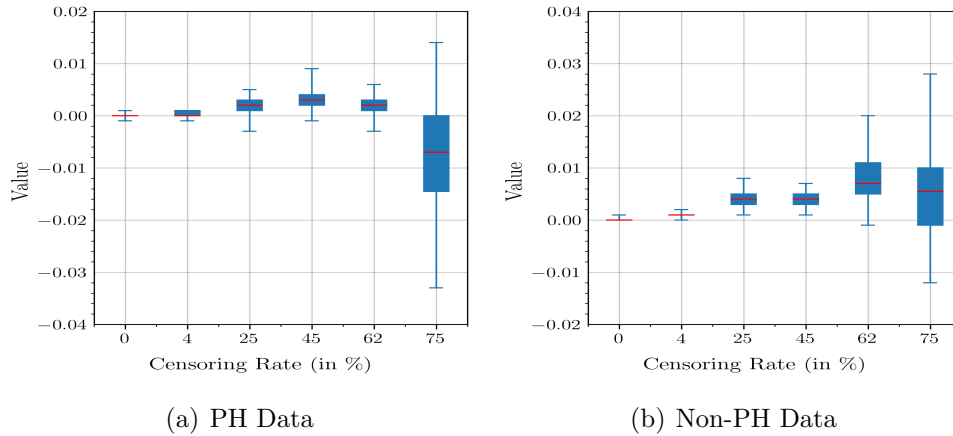 0.02
0.01
0.00
−0.01
−0.02
−0.03
−0.04
Value
0 4 25 45 62 75
Censoring Rate (in %)
(a) PH Data
0.04
0.03
0.02
0.01
0.00
−0.01
−0.02
Value
0 4 25 45 62 75
Censoring Rate (in %)
(b) Non-PH Data